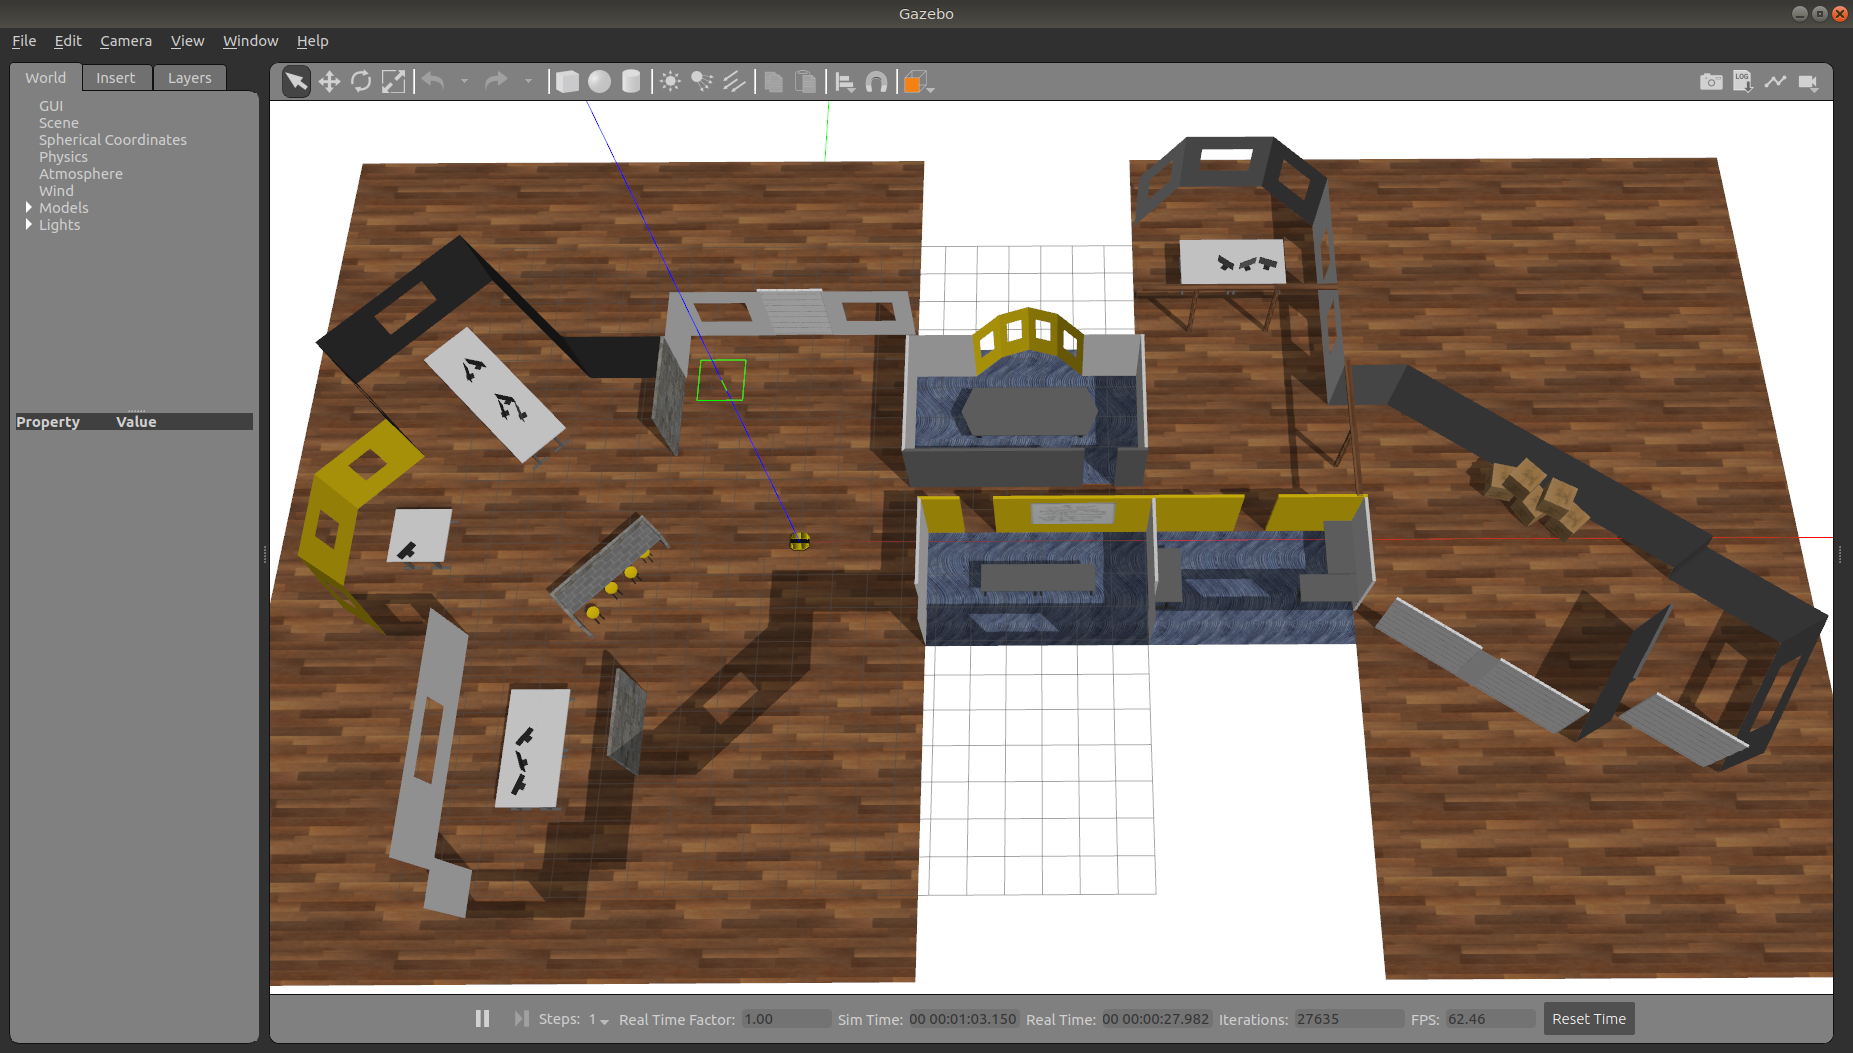 Gazebo
File Edit Camera View Window Help
World Insert Layers
LOG
GUI
Scene
Spherical Coordinates
Physics
Atmosphere
Wind
Models
Lights
Property Value
Steps: 1 Real Time Factor: 1.00 Sim Time: 00 00:01:03.150 Real Time: 00 00:00:27.982 Iterations: 27635 FPS: 62.46 Reset Time